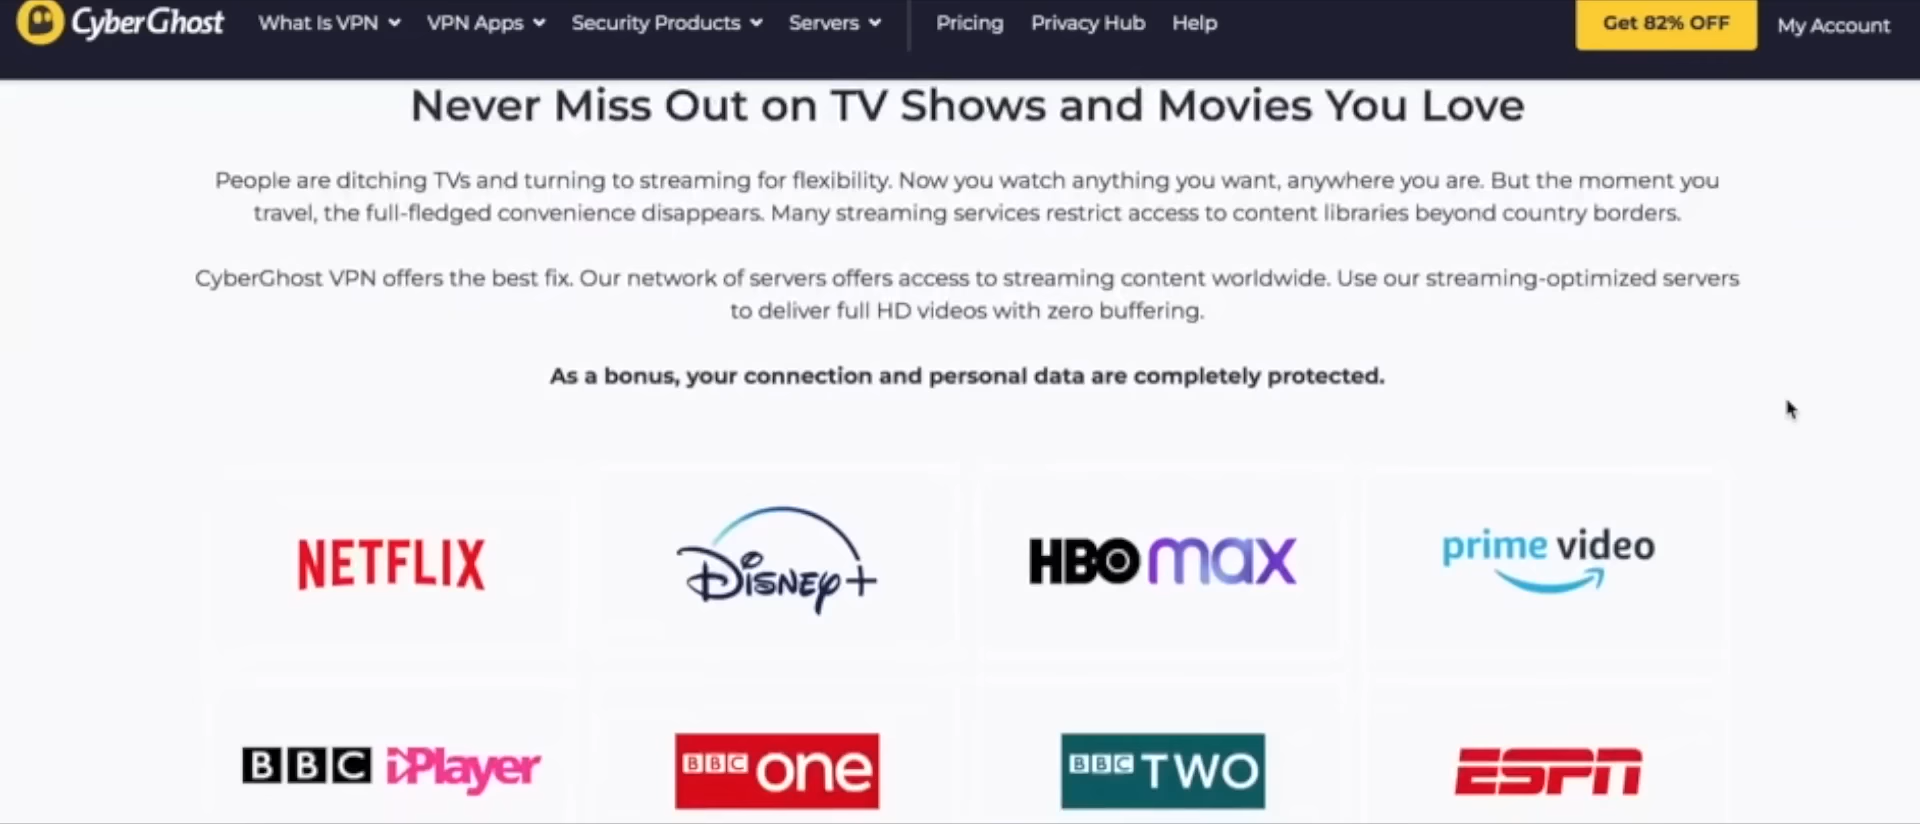 CyberGhost What Is VPN VPN Apps Security Products Servers Pricing Privacy Hub Help Get 82% OFF My Account
Never Miss Out on TV Shows and Movies You Love
People are ditching TVs and turning to streaming for flexibility. Now you watch anything you want, anywhere you are. But the moment you
travel, the full-fledged convenience disappears. Many streaming services restrict access to content libraries beyond country borders.
CyberGhost VPN offers the best fix. Our network of servers offers access to streaming content worldwide. Use our streaming-optimized servers
to deliver full HD videos with zero buffering.
As a bonus, your connection and personal data are completely protected.
NETFLIX Disney+ HBO max prime video
BBC iPlayer BBC one BBC TWO ESPN